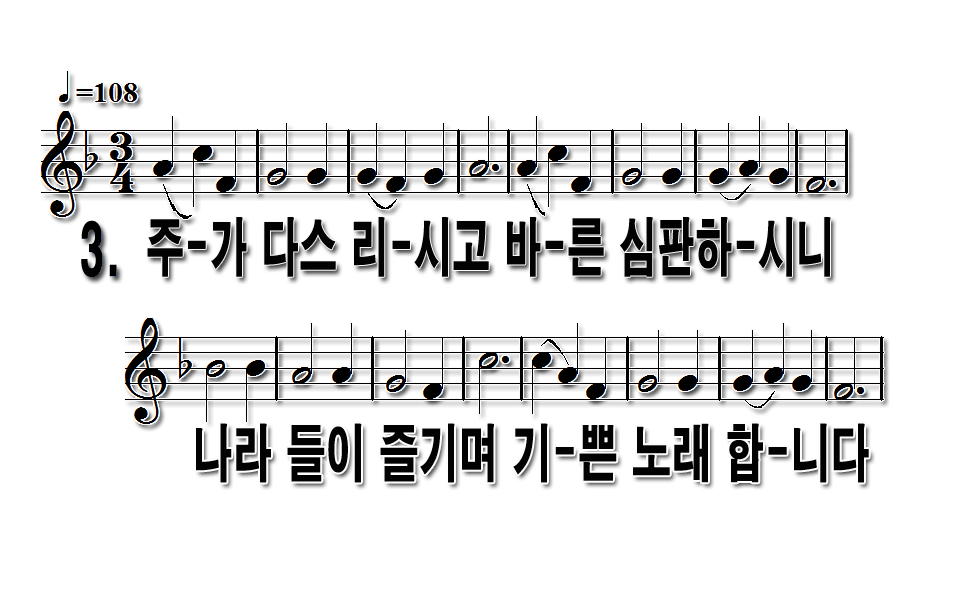 ♩=108
3/4
3. 주-가 다스 리-시고 바-른 심판하-시니
나라 들이 즐기며 기-쁜 노래 합-니다